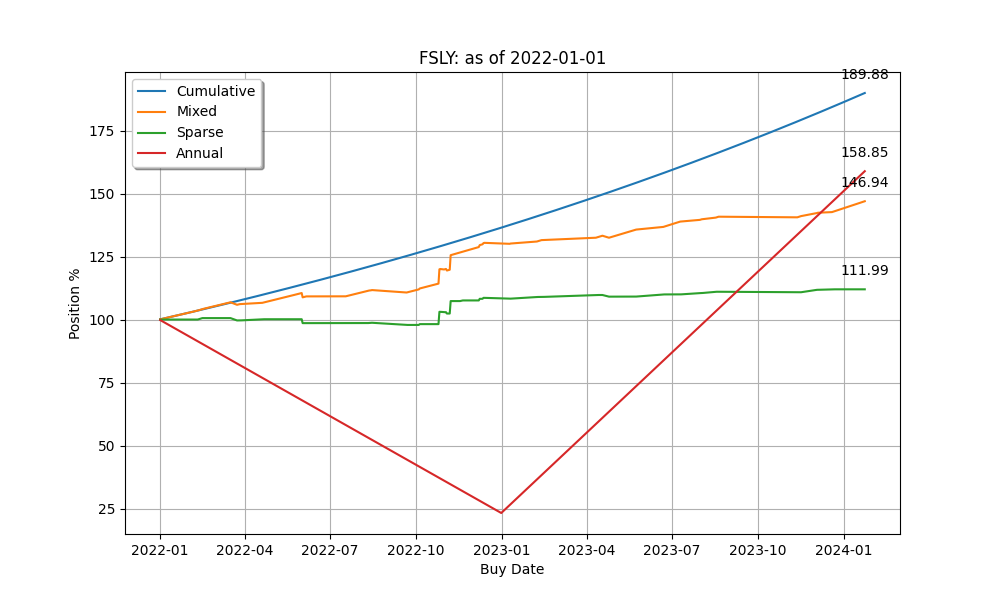 FSLY: as of 2022-01-01
Cumulative
Mixed
Sparse
Annual
189.88
158.85
146.94
111.99
Position %
175
150
125
100
75
50
25
2022-01 2022-04 2022-07 2022-10 2023-01 2023-04 2023-07 2023-10 2024-01
Buy Date